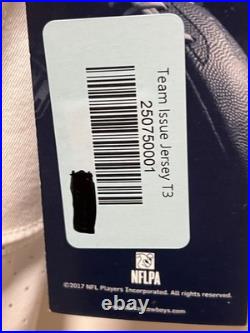 Team Issue Jersey T3
250750001
NFLPA
©2017 NFL Players Incorporated. All rights reserved.